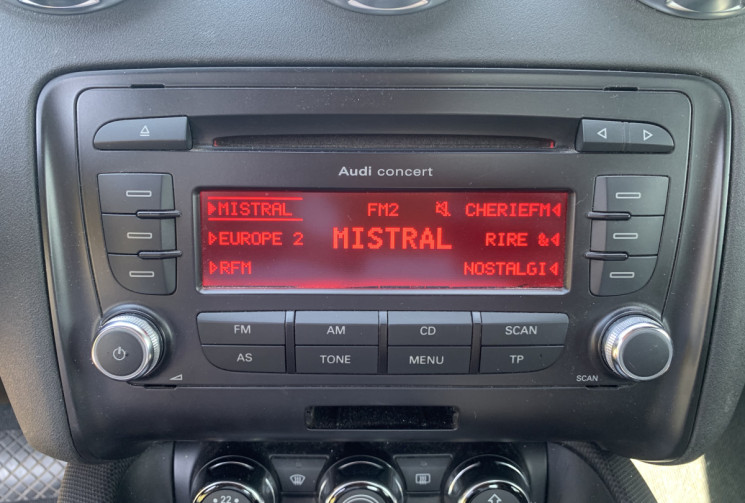 Audi concert
MISTRAL FM2 CHERIEFM
EUROPE 2 MISTRAL RIRE &
RFM NOSTALGI
FM AM CD SCAN
AS TONE MENU TP
SCAN
22